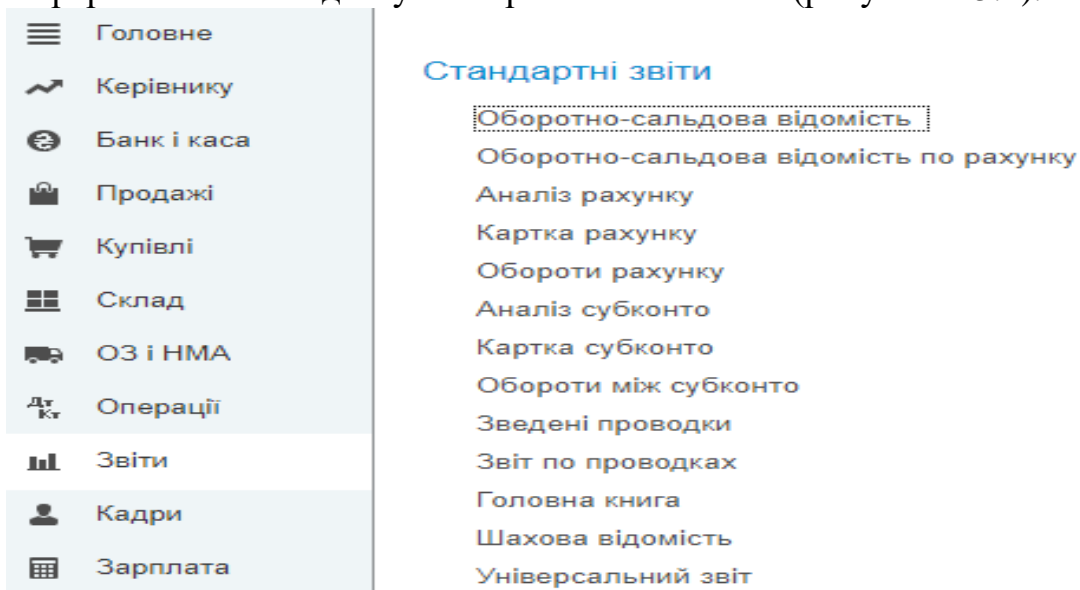 Головне
Керівнику
Банк і каса
Продажі
Купівлі
Склад
ОЗ і НМА
Дт Кт Операції
Звіти
Кадри
Зарплата
Стандартні звіти
Оборотно-сальдова відомість
Оборотно-сальдова відомість по рахунку
Аналіз рахунку
Картка рахунку
Обороти рахунку
Аналіз субконто
Картка субконто
Обороти між субконто
Зведені проводки
Звіт по проводках
Головна книга
Шахова відомість
Універсальний звіт